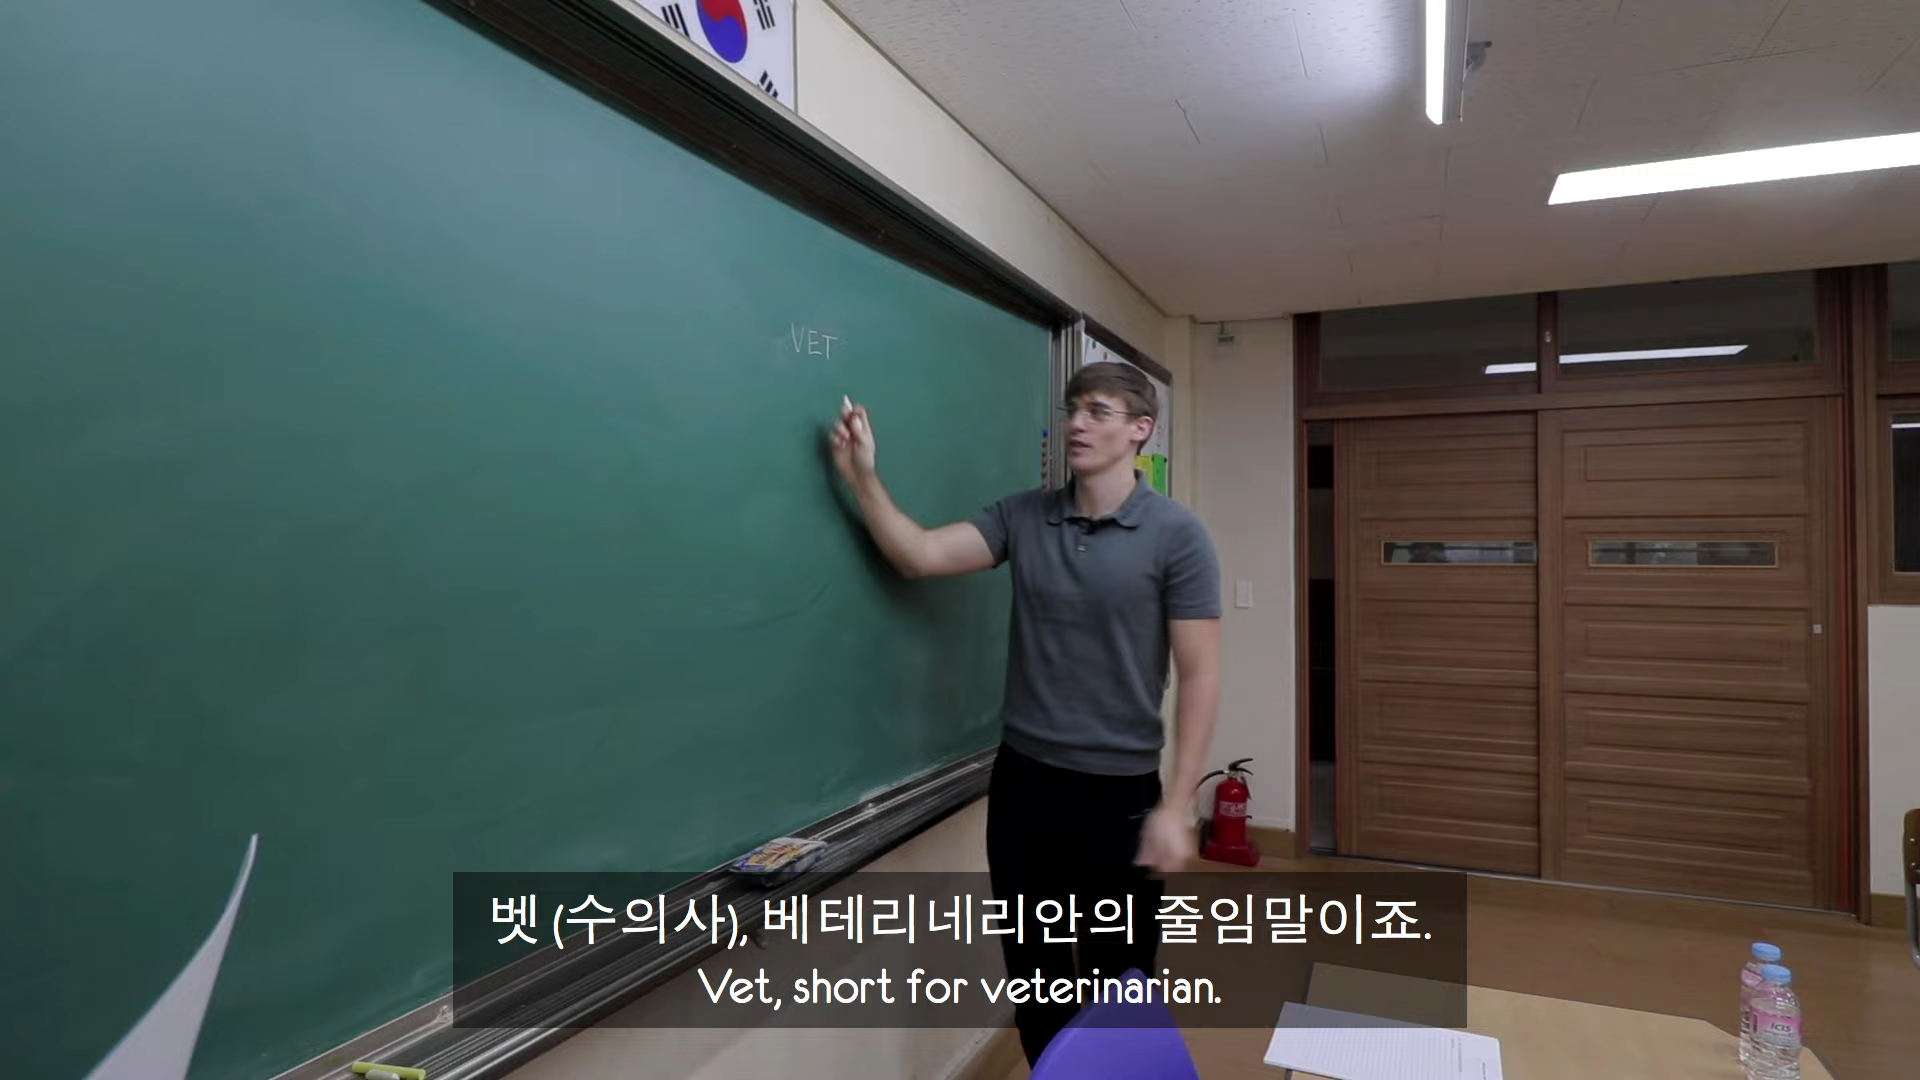 VET
벳 (수의사), 베테리네리안의 줄임말이죠.
Vet, short for veterinarian.